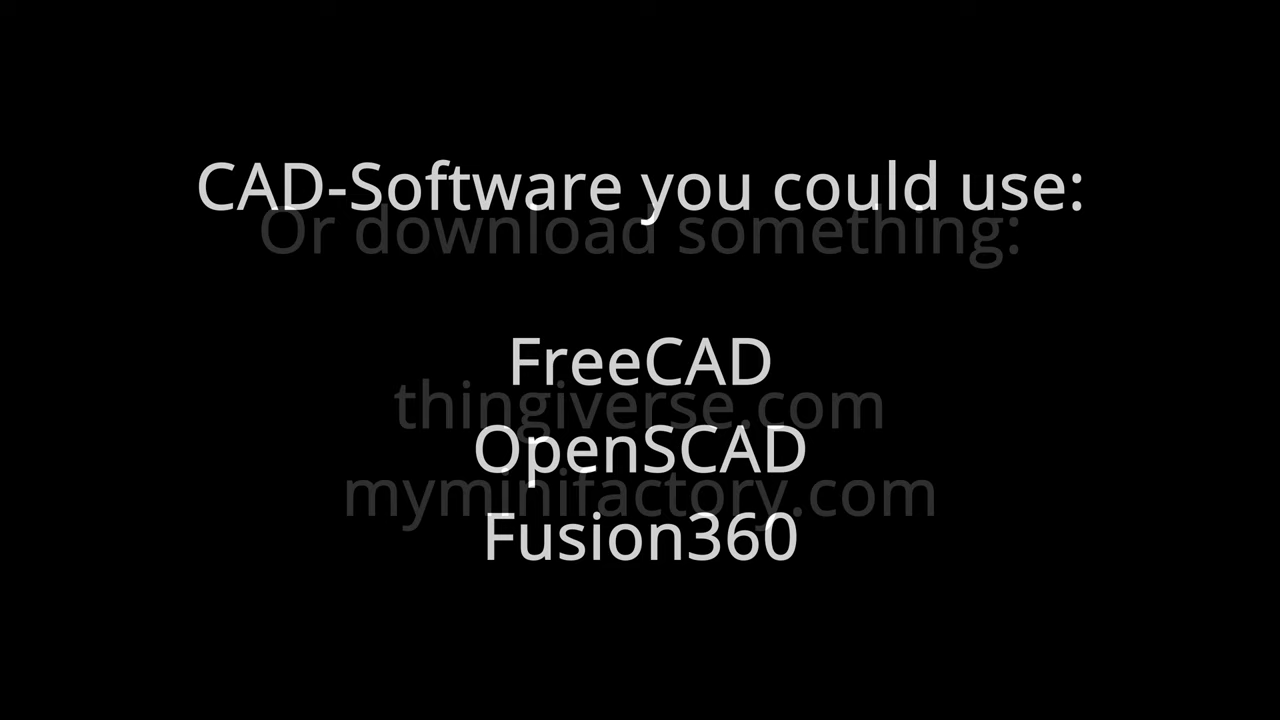 CAD-Software you could use:
Or download something:
FreeCAD
thingiverse.com
OpenSCAD
myminifactory.com
Fusion360